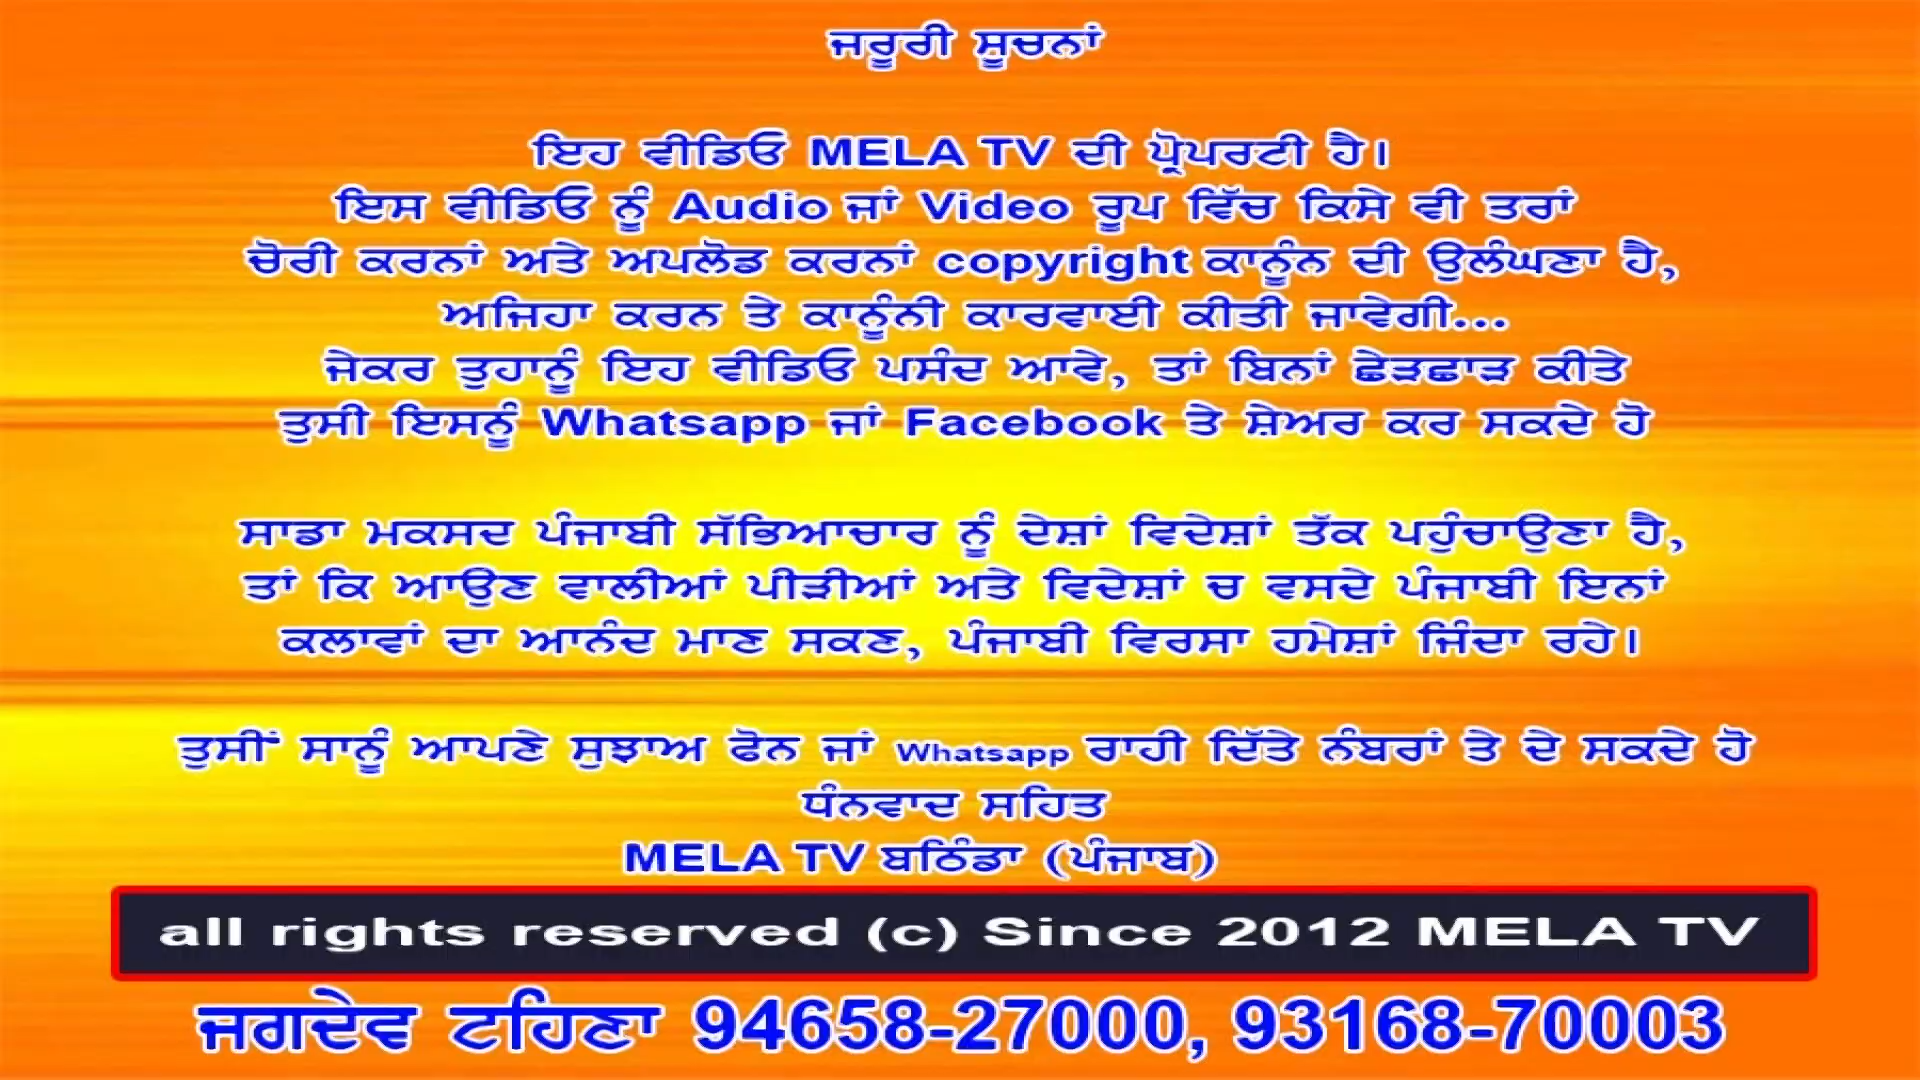 ਜਰੂਰੀ ਸੂਚਨਾਂ
ਇਹ ਵੀਡਿਓ MELA TV ਦੀ ਪ੍ਰੋਪਰਟੀ ਹੈ।
ਇਸ ਵੀਡਿਓ ਨੂੰ Audio ਜਾਂ Video ਰੂਪ ਵਿੱਚ ਕਿਸੇ ਵੀ ਤਰਾਂ
ਚੋਰੀ ਕਰਨਾਂ ਅਤੇ ਅਪਲੋਡ ਕਰਨਾਂ copyright ਕਾਨੂੰਨ ਦੀ ਉਲੰਘਣਾ ਹੈ,
ਅਜਿਹਾ ਕਰਨ ਤੇ ਕਾਨੂੰਨੀ ਕਾਰਵਾਈ ਕੀਤੀ ਜਾਵੇਗੀ...
ਜੇਕਰ ਤੁਹਾਨੂੰ ਇਹ ਵੀਡਿਓ ਪਸੰਦ ਆਵੇ, ਤਾਂ ਬਿਨਾਂ ਛੇੜਛਾੜ ਕੀਤੇ
ਤੁਸੀ ਇਸਨੂੰ Whatsapp ਜਾਂ Facebook ਤੇ ਸ਼ੇਅਰ ਕਰ ਸਕਦੇ ਹੋ
ਸਾਡਾ ਮਕਸਦ ਪੰਜਾਬੀ ਸੱਭਿਆਚਾਰ ਨੂੰ ਦੇਸ਼ਾਂ ਵਿਦੇਸ਼ਾਂ ਤੱਕ ਪਹੁੰਚਾਉਣਾ ਹੈ,
ਤਾਂ ਕਿ ਆਉਣ ਵਾਲੀਆਂ ਪੀੜੀਆਂ ਅਤੇ ਵਿਦੇਸ਼ਾਂ ਚ ਵਸਦੇ ਪੰਜਾਬੀ ਇਨਾਂ
ਕਲਾਵਾਂ ਦਾ ਆਨੰਦ ਮਾਣ ਸਕਣ, ਪੰਜਾਬੀ ਵਿਰਸਾ ਹਮੇਸ਼ਾਂ ਜਿੰਦਾ ਰਹੇ।
ਤੁਸੀਂ ਸਾਨੂੰ ਆਪਣੇ ਸੁਝਾਅ ਫੋਨ ਜਾਂ Whatsapp ਰਾਹੀ ਦਿੱਤੇ ਨੰਬਰਾਂ ਤੇ ਦੇ ਸਕਦੇ ਹੋ
ਧੰਨਵਾਦ ਸਹਿਤ
MELA TV ਬਠਿੰਡਾ (ਪੰਜਾਬ)
all rights reserved (c) Since 2012 MELA TV
ਜਗਦੇਵ ਟਹਿਣਾ 94658-27000, 93168-70003